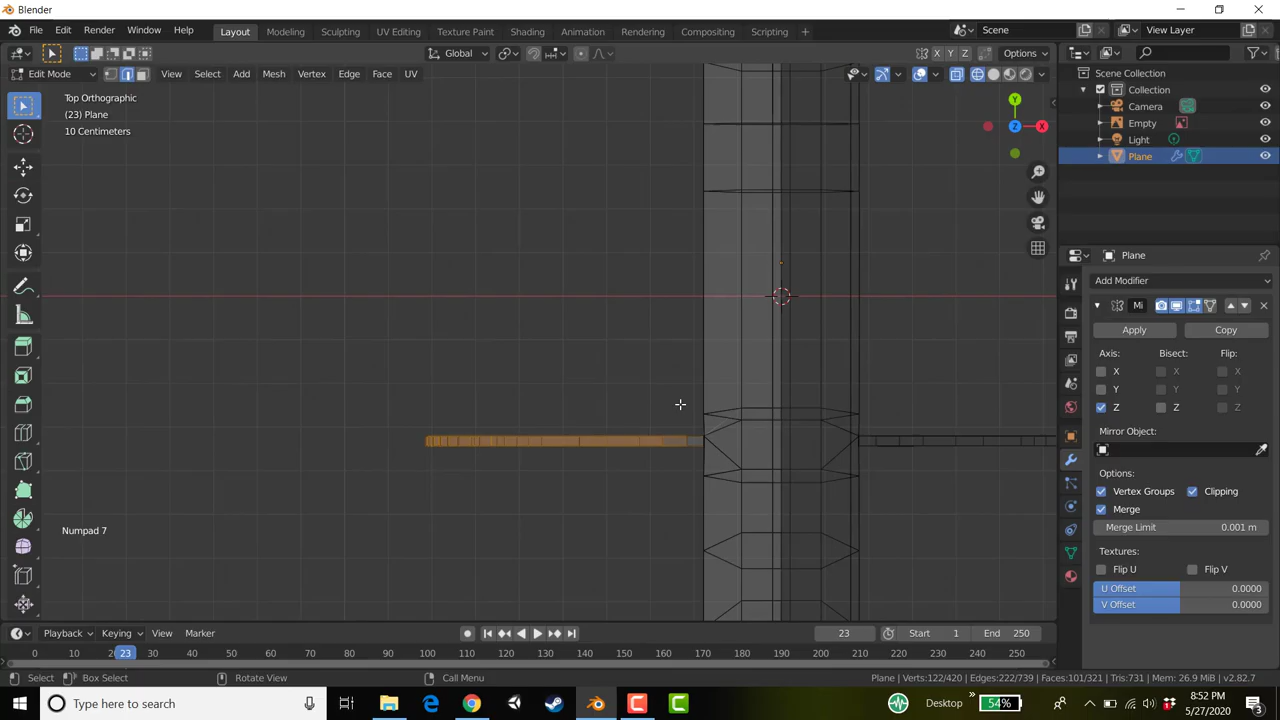 Blender
File Edit Render Window Help Layout Modeling Sculpting UV Editing Texture Paint Shading Animation Rendering Compositing Scripting + Scene View Layer
Global X Y Z Options
Edit Mode View Select Add Mesh Vertex Edge Face UV
Top Orthographic
(23) Plane
10 Centimeters
Y
Z
X
Scene Collection
Collection
Camera
Empty
Light
Plane
Plane
Add Modifier
Mi
Apply Copy
Axis: Bisect: Flip:
X X X
Y Y Y
Z Z Z
Mirror Object:
Options:
Vertex Groups Clipping
Merge
Merge Limit 0.001 m
Textures:
Flip U Flip V
U Offset 0.0000
V Offset 0.0000
Numpad 7
Playback Keying View Marker 23 Start 1 End 250
0 10 23 30 40 50 60 70 80 90 100 110 120 130 140 150 160 170 180 190 200 210 220 230 240 250
Select Box Select Rotate View Call Menu Plane | Verts:122/420 | Edges:222/739 | Faces:101/321 | Tris:731 | Mem: 26.9 MiB | v2.82.7
Type here to search Desktop 54% 8:52 PM
5/27/2020